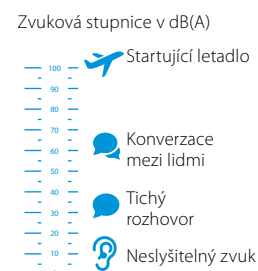 Zvuková stupnice v dB(A)
100
Startující letadlo
90
80
70
60
Konverzace
mezi lidmi
50
40
Tichý
30
rozhovor
20
10
Neslyšitelný zvuk